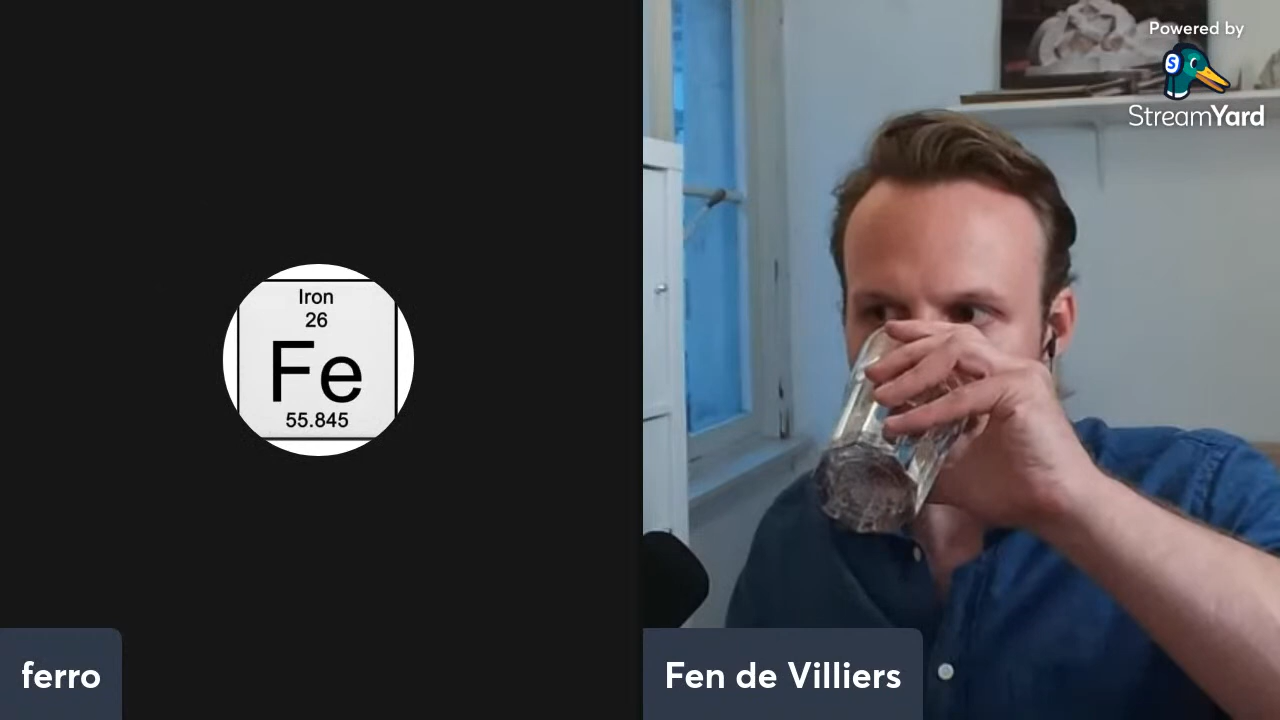 Iron
26
Fe
55.845
ferro
Powered by
S
StreamYard
Fen de Villiers